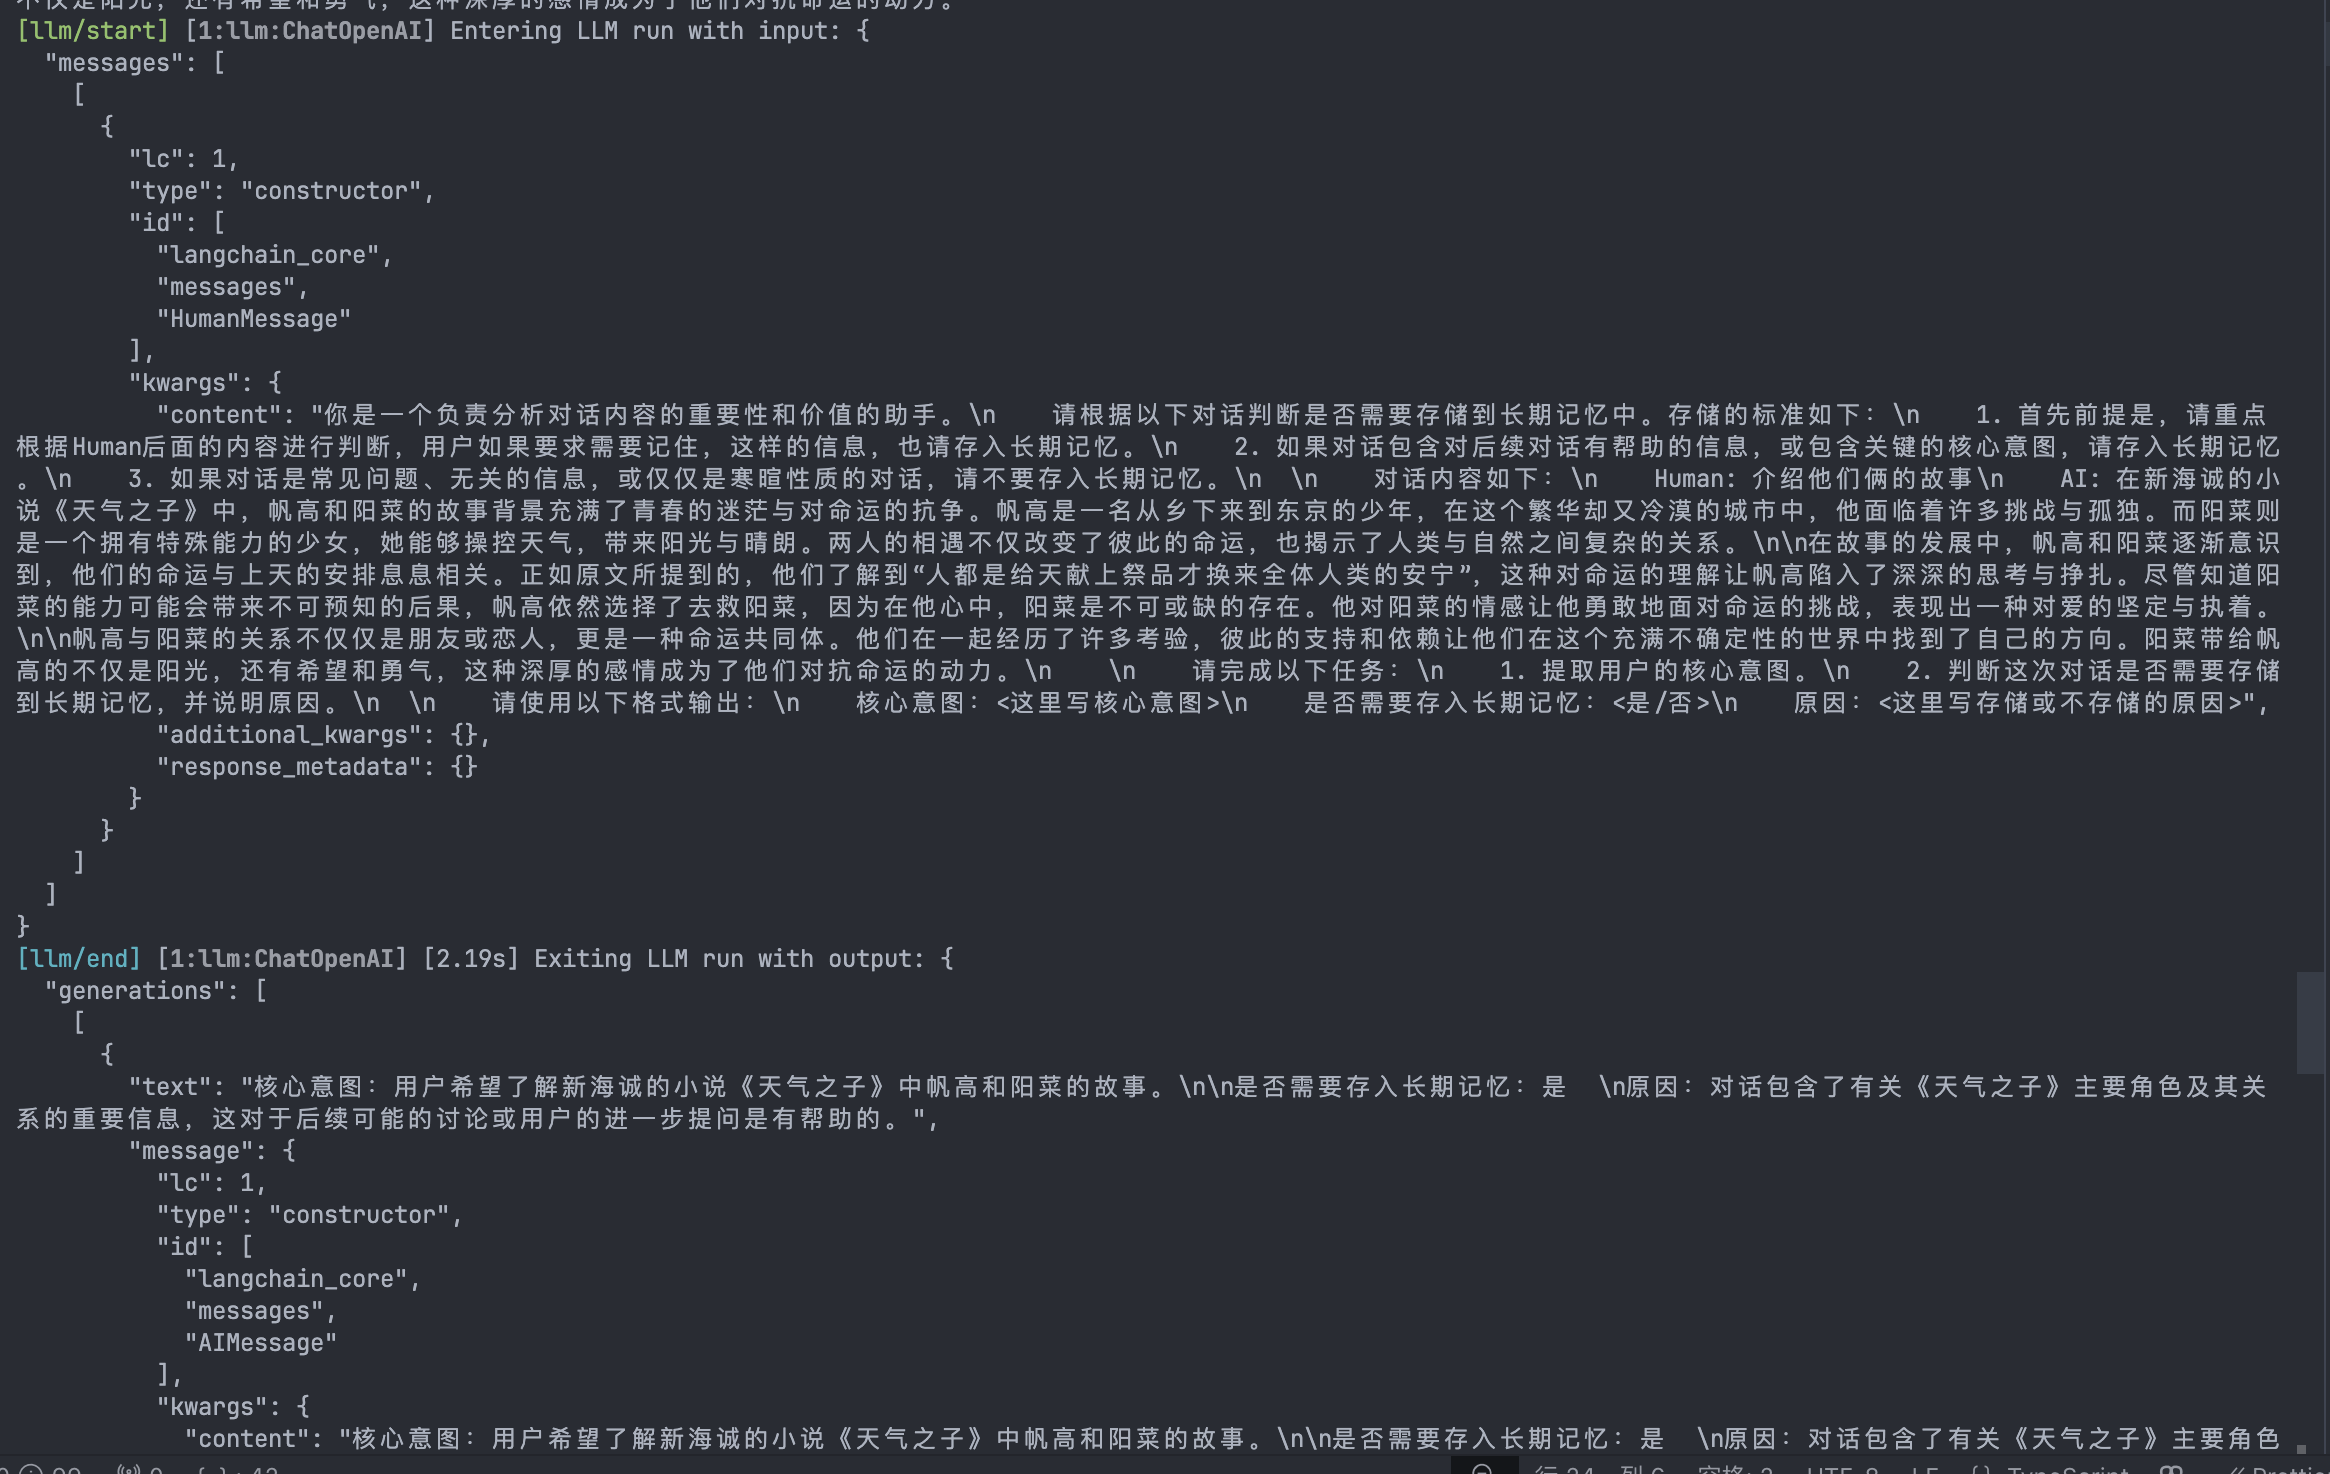 不仅是阳光，还有希望和勇气，这种深厚的感情成为了他们对抗命运的动力。
[llm/start] [1:llm:ChatOpenAI] Entering LLM run with input: {
"messages": [
[
{
"lc": 1,
"type": "constructor",
"id": [
"langchain_core",
"messages",
"HumanMessage"
],
"kwargs": {
"content": "你是一个负责分析对话内容的重要性和价值的助手。\n    请根据以下对话判断是否需要存储到长期记忆中。存储的标准如下：\n    1. 首先前提是，请重点
根据Human后面的内容进行判断，用户如果要求需要记住，这样的信息，也请存入长期记忆。\n    2. 如果对话包含对后续对话有帮助的信息，或包含关键的核心意图，请存入长期记忆
。\n    3. 如果对话是常见问题、无关的信息，或仅仅是寒暄性质的对话，请不要存入长期记忆。\n  \n    对话内容如下：\n    Human: 介绍他们俩的故事\n    AI: 在新海诚的小
说《天气之子》中，帆高和阳菜的故事背景充满了青春的迷茫与对命运的抗争。帆高是一名从乡下来到东京的少年，在这个繁华却又冷漠的城市中，他面临着许多挑战与孤独。而阳菜则
是一个拥有特殊能力的少女，她能够操控天气，带来阳光与晴朗。两人的相遇不仅改变了彼此的命运，也揭示了人类与自然之间复杂的关系。\n\n在故事的发展中，帆高和阳菜逐渐意识
到，他们的命运与上天的安排息息相关。正如原文所提到的，他们了解到“人都是给天献上祭品才换来全体人类的安宁”，这种对命运的理解让帆高陷入了深深的思考与挣扎。尽管知道阳
菜的能力可能会带来不可预知的后果，帆高依然选择了去救阳菜，因为在他心中，阳菜是不可或缺的存在。他对阳菜的情感让他勇敢地面对命运的挑战，表现出一种对爱的坚定与执着。
\n\n帆高与阳菜的关系不仅仅是朋友或恋人，更是一种命运共同体。他们在一起经历了许多考验，彼此的支持和依赖让他们在这个充满不确定性的世界中找到了自己的方向。阳菜带给帆
高的不仅是阳光，还有希望和勇气，这种深厚的感情成为了他们对抗命运的动力。\n    \n    请完成以下任务：\n    1. 提取用户的核心意图。\n    2. 判断这次对话是否需要存储
到长期记忆，并说明原因。\n  \n    请使用以下格式输出：\n    核心意图：<这里写核心意图>\n    是否需要存入长期记忆：<是/否>\n    原因：<这里写存储或不存储的原因>",
"additional_kwargs": {},
"response_metadata": {}
}
}
]
]
}
[llm/end] [1:llm:ChatOpenAI] [2.19s] Exiting LLM run with output: {
"generations": [
[
{
"text": "核心意图：用户希望了解新海诚的小说《天气之子》中帆高和阳菜的故事。\n\n是否需要存入长期记忆：是  \n原因：对话包含了有关《天气之子》主要角色及其关
系的重要信息，这对于后续可能的讨论或用户的进一步提问是有帮助的。",
"message": {
"lc": 1,
"type": "constructor",
"id": [
"langchain_core",
"messages",
"AIMessage"
],
"kwargs": {
"content": "核心意图：用户希望了解新海诚的小说《天气之子》中帆高和阳菜的故事。\n\n是否需要存入长期记忆：是  \n原因：对话包含了有关《天气之子》主要角色
行 24, 列 6 空格: 2 UTF-8 LF {} TypeScript